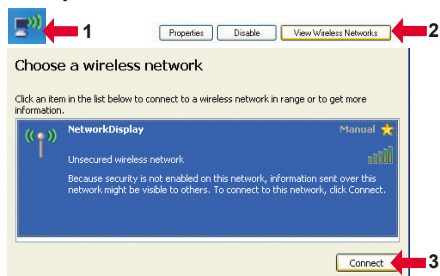 1
Properties Disable View Wireless Networks 2
Choose a wireless network
Click an item in the list below to connect to a wireless network in range or to get more
information.
NetworkDisplay Manual
Unsecured wireless network
Because security is not enabled on this network, information sent over this
network might be visible to others. To connect to this network, click Connect.
Connect 3